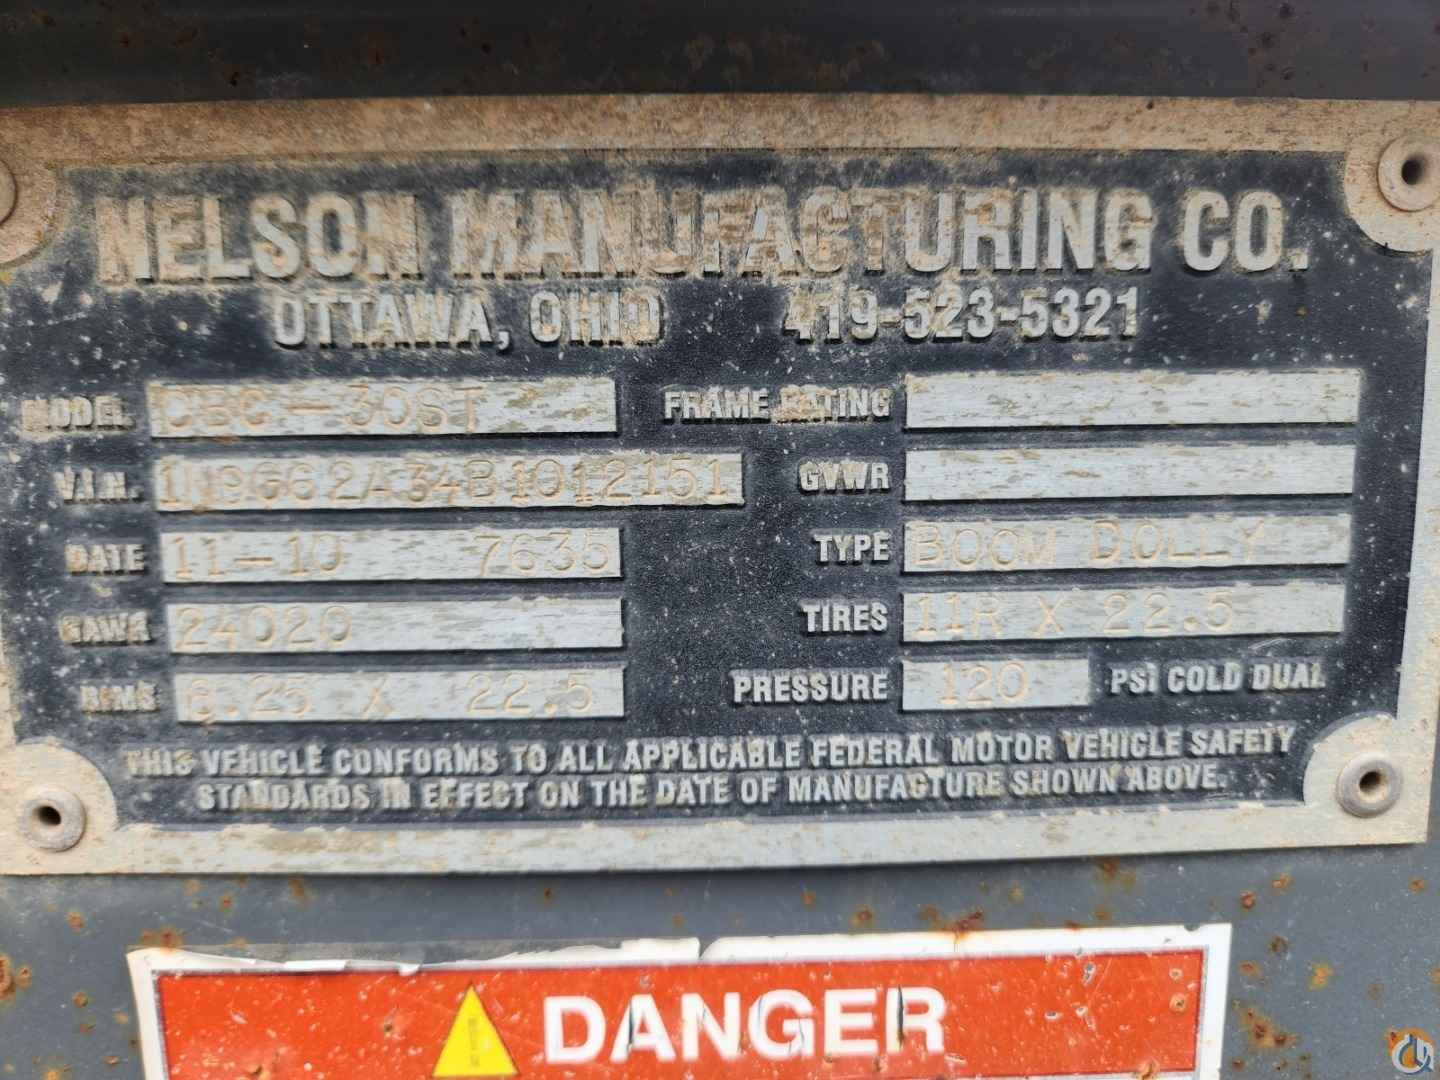 NELSON MANUFACTURING CO.
OTTAWA, OHIO 419-523-5321
MODEL CBC-30ST FRAME RATING
V.I.N. 1N9G62A34B1012151 GVWR
DATE 11-10 7635 TYPE BOOM DOLLY
GAWR 24020 TIRES 11R X 22.5
RIMS 8.25 X 22.5 PRESSURE 120 PSI COLD DUAL
THIS VEHICLE CONFORMS TO ALL APPLICABLE FEDERAL MOTOR VEHICLE SAFETY
STANDARDS IN EFFECT ON THE DATE OF MANUFACTURE SHOWN ABOVE.
DANGER